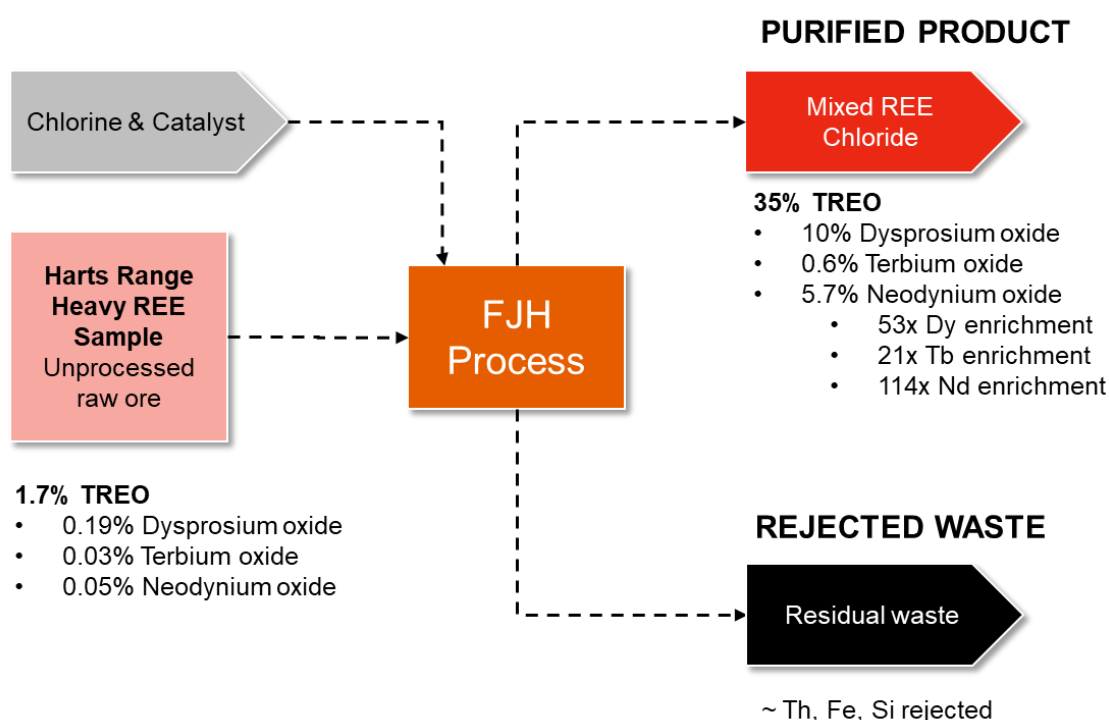 Chlorine & Catalyst
Harts Range
Heavy REE
Sample
Unprocessed
raw ore
1.7% TREO
• 0.19% Dysprosium oxide
• 0.03% Terbium oxide
• 0.05% Neodynium oxide
FJH
Process
PURIFIED PRODUCT
Mixed REE
Chloride
35% TREO
• 10% Dysprosium oxide
• 0.6% Terbium oxide
• 5.7% Neodynium oxide
• 53x Dy enrichment
• 21x Tb enrichment
• 114x Nd enrichment
REJECTED WASTE
Residual waste
~ Th, Fe, Si rejected